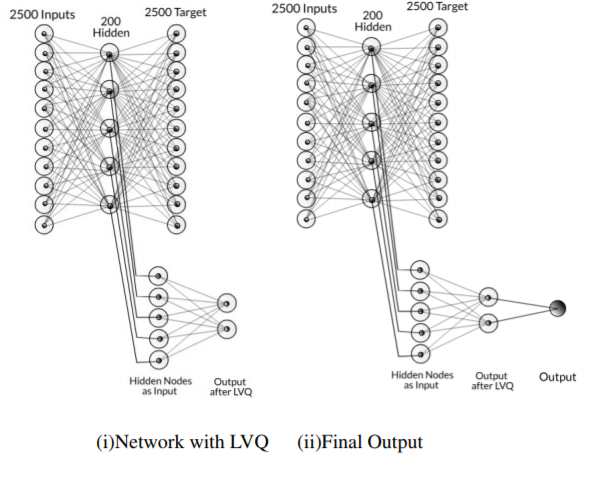 2500 Inputs
200
Hidden
2500 Target
Hidden Nodes
as Input
Output
after LVQ
2500 Inputs
200
Hidden
2500 Target
Hidden Nodes
as Input
Output
after LVQ
Output
(i)Network with LVQ
(ii)Final Output